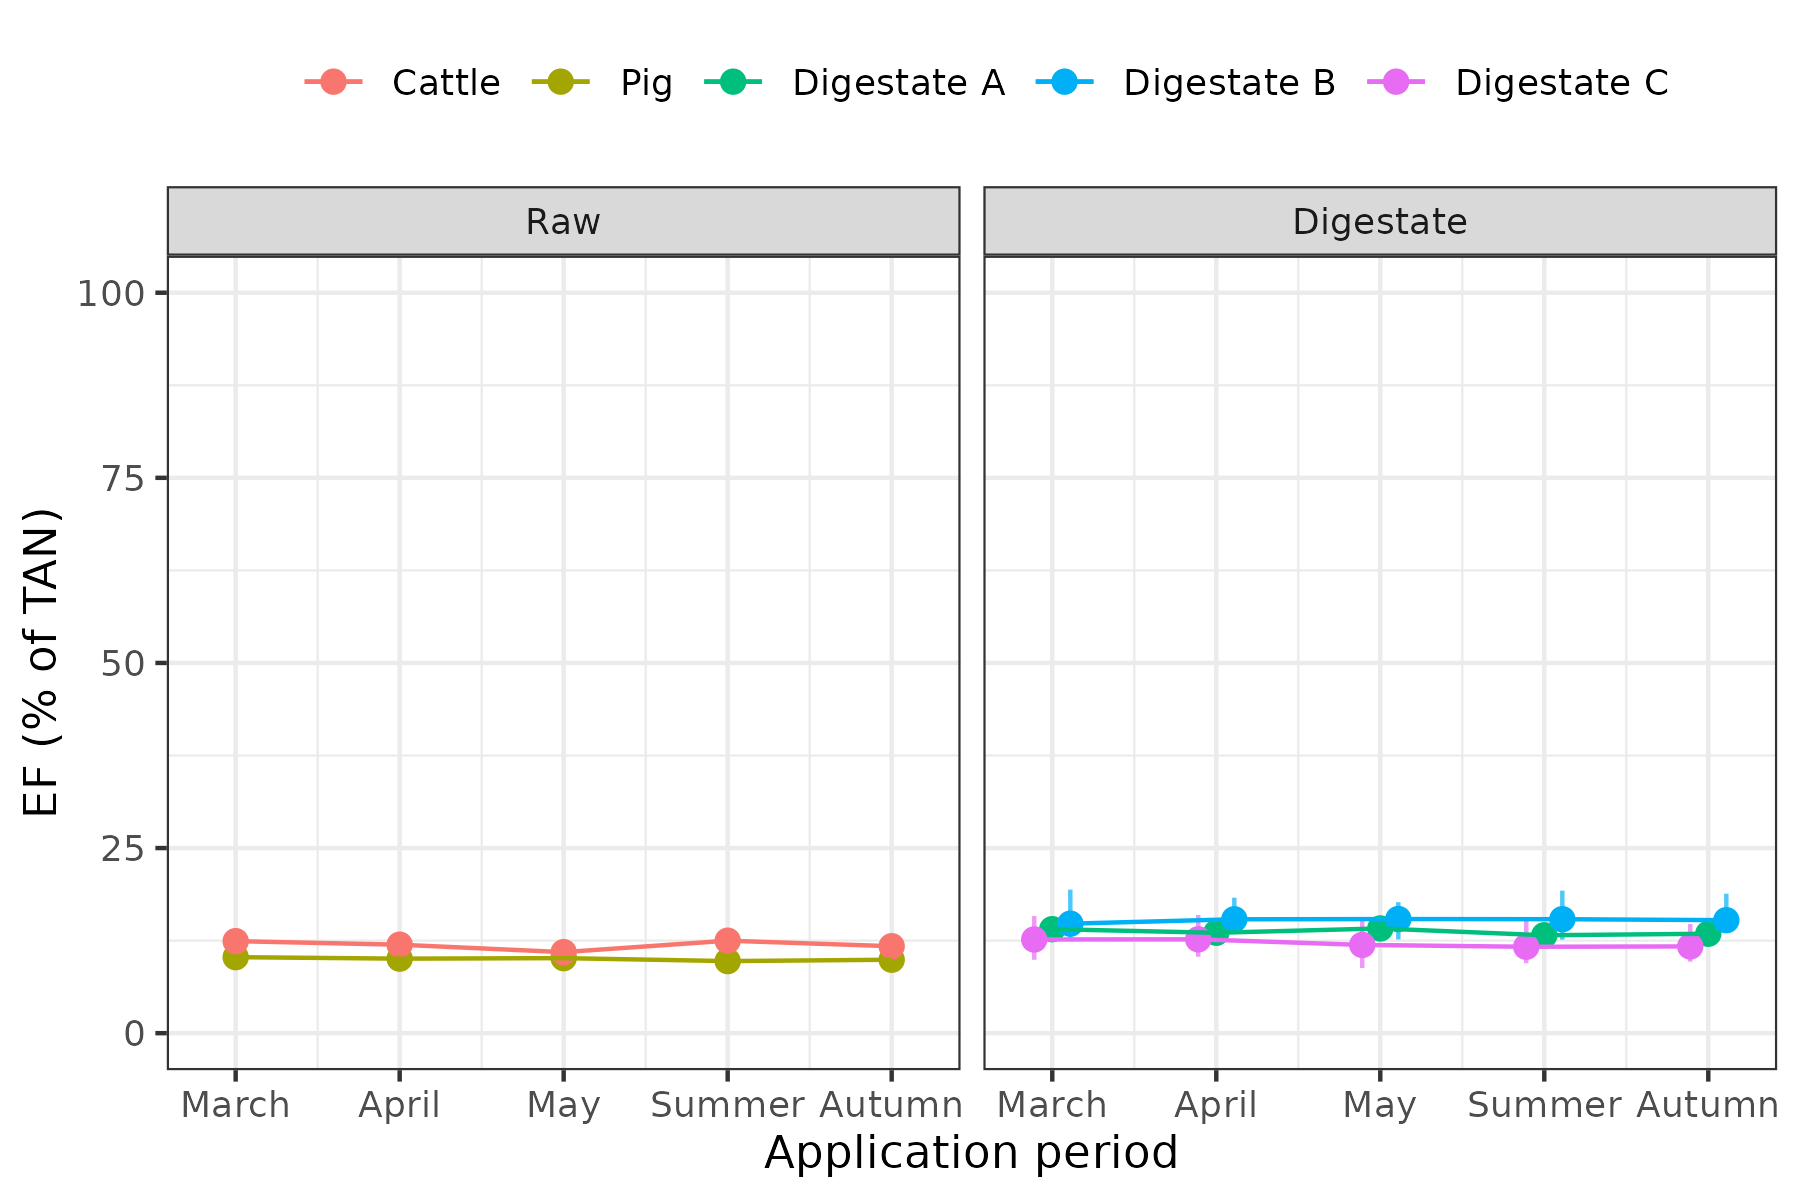 Cattle Pig Digestate A Digestate B Digestate C
Raw Digestate
100
75
50
25
0
EF (% of TAN)
March April May Summer Autumn March April May Summer Autumn
Application period